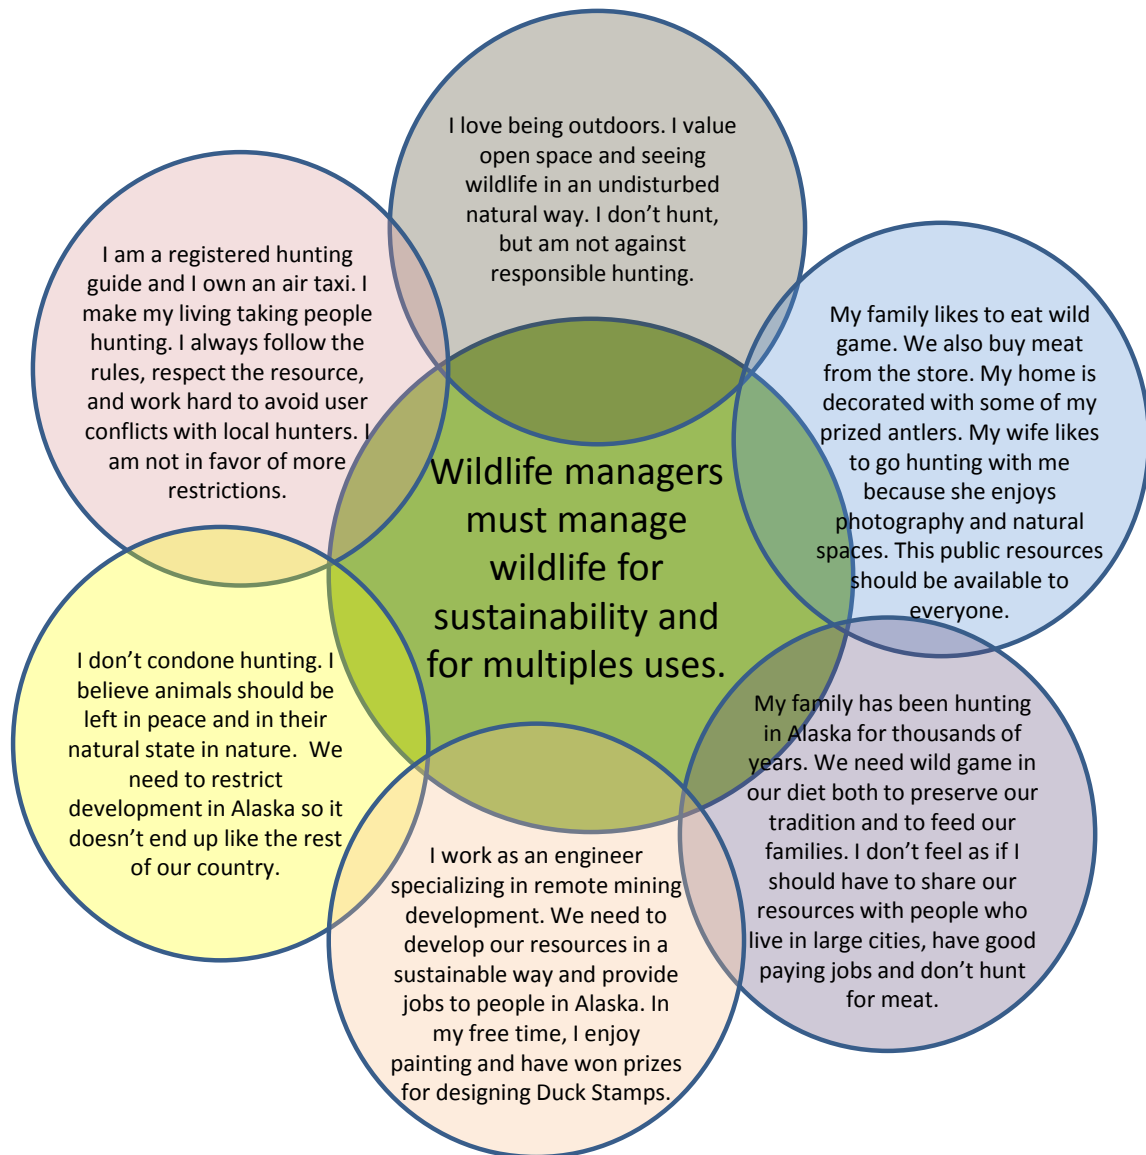 I love being outdoors. I value
open space and seeing
wildlife in an undisturbed
natural way. I don’t hunt,
but am not against
responsible hunting.
I am a registered hunting
guide and I own an air taxi. I
make my living taking people
hunting. I always follow the
rules, respect the resource,
and work hard to avoid user
conflicts with local hunters. I
am not in favor of more
restrictions.
My family likes to eat wild
game. We also buy meat
from the store. My home is
decorated with some of my
prized antlers. My wife likes
to go hunting with me
because she enjoys
photography and natural
spaces. This public resources
should be available to
everyone.
Wildlife managers
must manage
wildlife for
sustainability and
for multiples uses.
I don’t condone hunting. I
believe animals should be
left in peace and in their
natural state in nature.  We
need to restrict
development in Alaska so it
doesn’t end up like the rest
of our country.
My family has been hunting
in Alaska for thousands of
years. We need wild game in
our diet both to preserve our
tradition and to feed our
families. I don’t feel as if I
should have to share our
resources with people who
live in large cities, have good
paying jobs and don’t hunt
for meat.
I work as an engineer
specializing in remote mining
development. We need to
develop our resources in a
sustainable way and provide
jobs to people in Alaska. In
my free time, I enjoy
painting and have won prizes
for designing Duck Stamps.